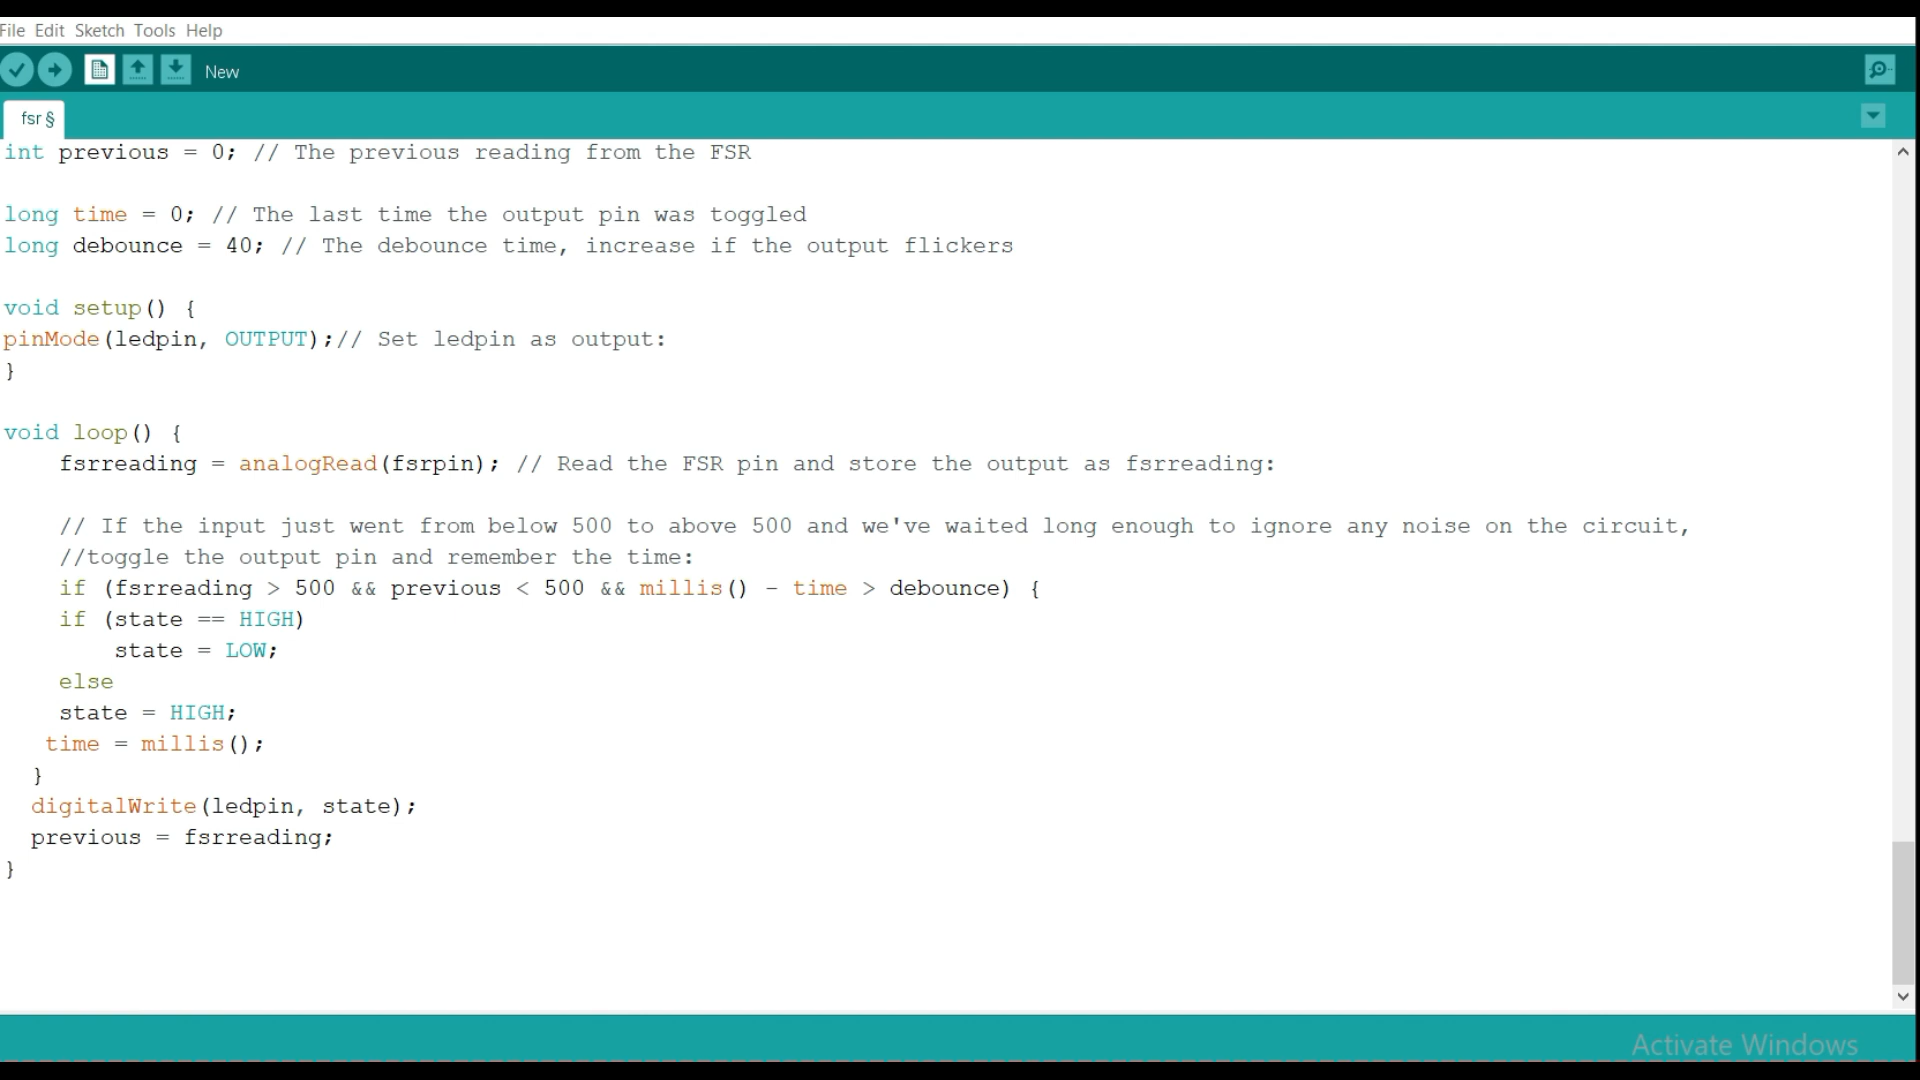 File Edit Sketch Tools Help
New
fsr §
int previous = 0; // The previous reading from the FSR
long time = 0; // The last time the output pin was toggled
long debounce = 40; // The debounce time, increase if the output flickers
void setup() {
pinMode(ledpin, OUTPUT);// Set ledpin as output:
}
void loop() {
fsrreading = analogRead(fsrpin); // Read the FSR pin and store the output as fsrreading:
// If the input just went from below 500 to above 500 and we've waited long enough to ignore any noise on the circuit,
//toggle the output pin and remember the time:
if (fsrreading > 500 && previous < 500 && millis() - time > debounce) {
if (state == HIGH)
state = LOW;
else
state = HIGH;
time = millis();
}
digitalWrite(ledpin, state);
previous = fsrreading;
}
Activate Windows